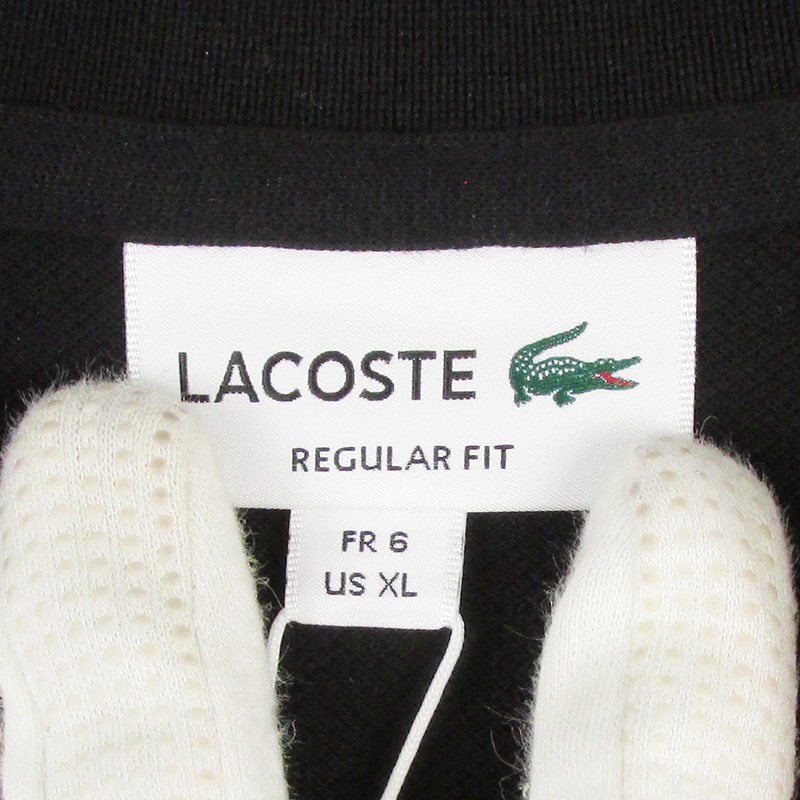 LACOSTE
REGULAR FIT
FR 6
US XL